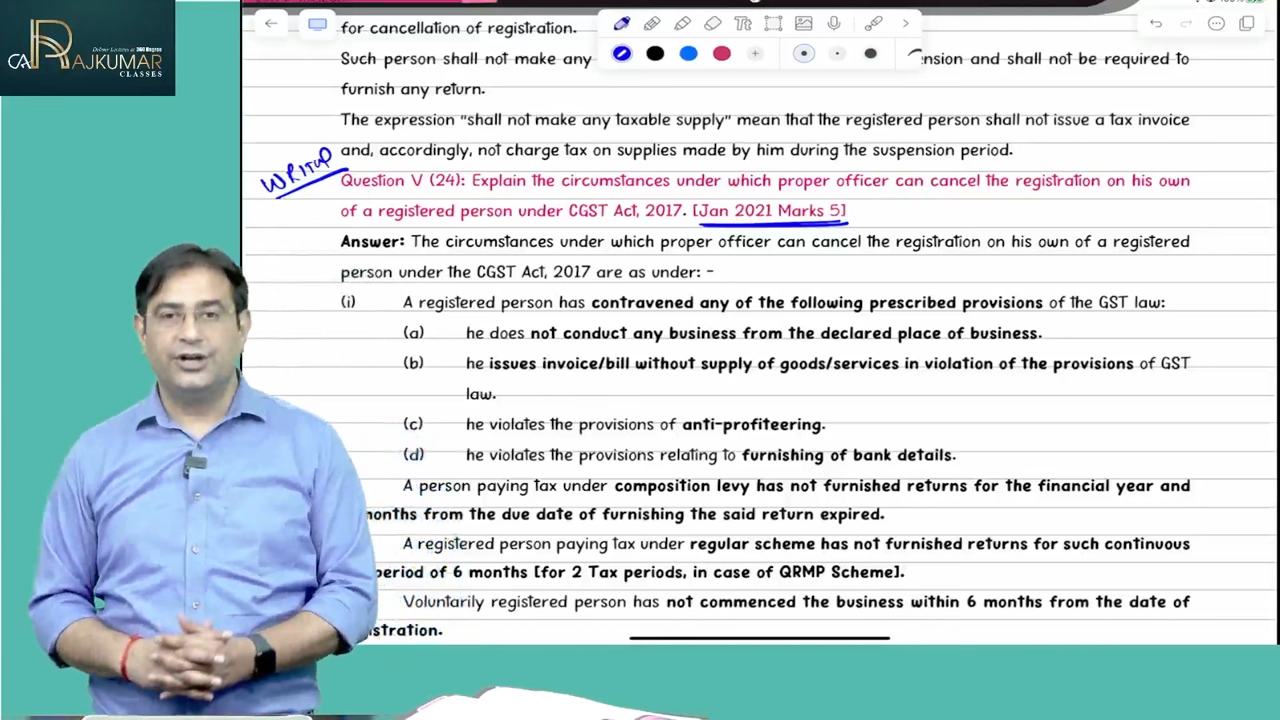 Deliver Lectures at 360 Degree
CA RAJKUMAR
CLASSES
for cancellation of registration.
Such person shall not make any
nsion and shall not be required to
furnish any return.
The expression “shall not make any taxable supply” mean that the registered person shall not issue a tax invoice
and, accordingly, not charge tax on supplies made by him during the suspension period.
WRITUP
Question V (24): Explain the circumstances under which proper officer can cancel the registration on his own
of a registered person under CGST Act, 2017. [Jan 2021 Marks 5]
Answer: The circumstances under which proper officer can cancel the registration on his own of a registered
person under the CGST Act, 2017 are as under: -
(i) A registered person has contravened any of the following prescribed provisions of the GST law:
(a) he does not conduct any business from the declared place of business.
(b) he issues invoice/bill without supply of goods/services in violation of the provisions of GST
law.
(c) he violates the provisions of anti-profiteering.
(d) he violates the provisions relating to furnishing of bank details.
A person paying tax under composition levy has not furnished returns for the financial year and
months from the due date of furnishing the said return expired.
A registered person paying tax under regular scheme has not furnished returns for such continuous
period of 6 months [for 2 Tax periods, in case of QRMP Scheme].
Voluntarily registered person has not commenced the business within 6 months from the date of
istration.